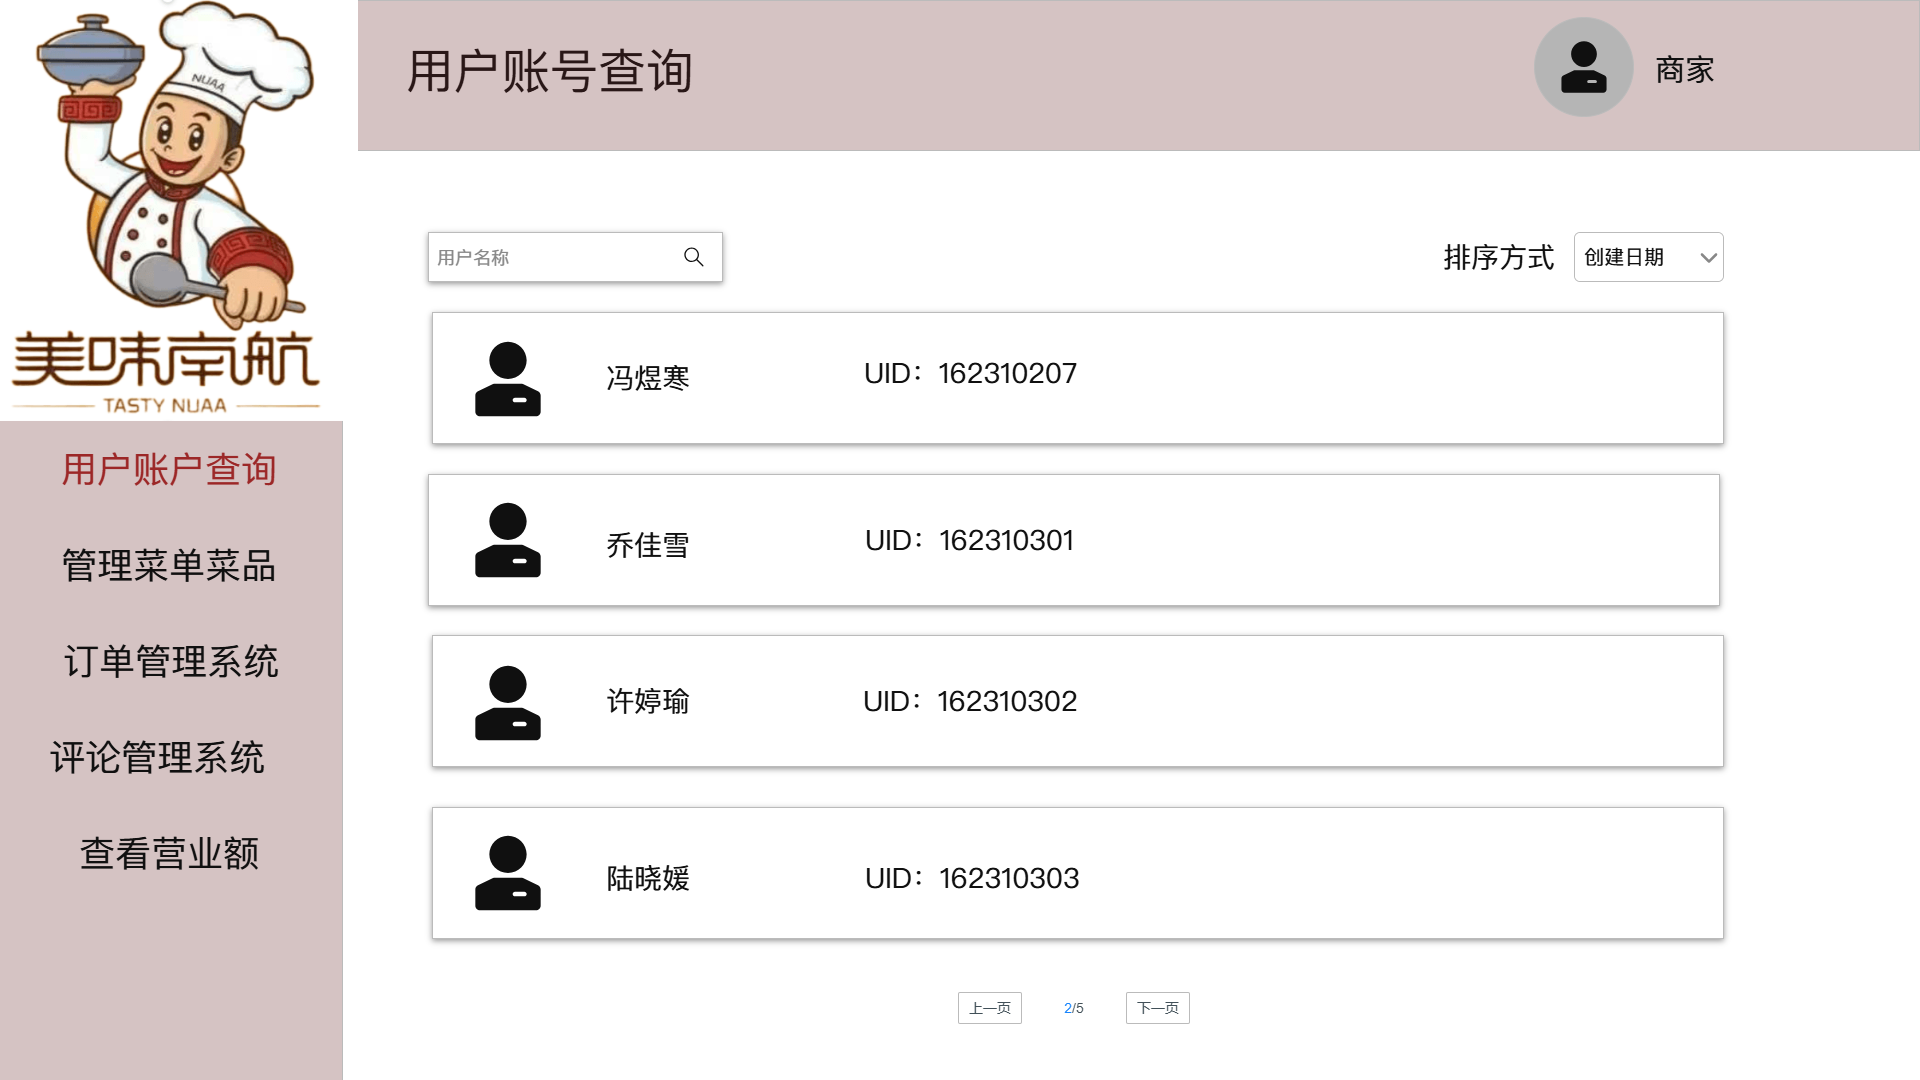 NUAA
美味南航
TASTY NUAA
用户账号查询
商家
用户账户查询
管理菜单菜品
订单管理系统
评论管理系统
查看营业额
用户名称
排序方式 创建日期
冯煜寒 UID：162310207
乔佳雪 UID：162310301
许婷瑜 UID：162310302
陆晓媛 UID：162310303
上一页 2/5 下一页